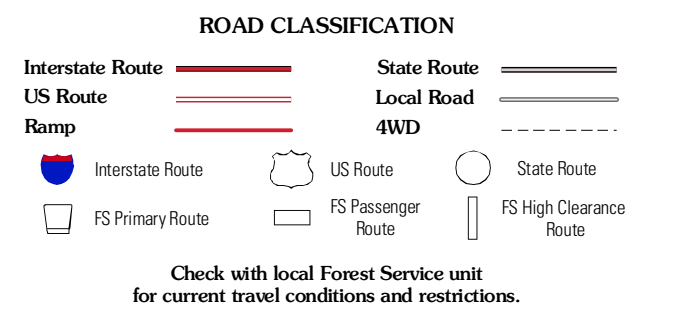 ROAD CLASSIFICATION
Interstate Route
State Route
US Route
Local Road
Ramp
4WD
Interstate Route
US Route
State Route
FS Primary Route
FS Passenger
Route
FS High Clearance
Route
Check with local Forest Service unit
for current travel conditions and restrictions.